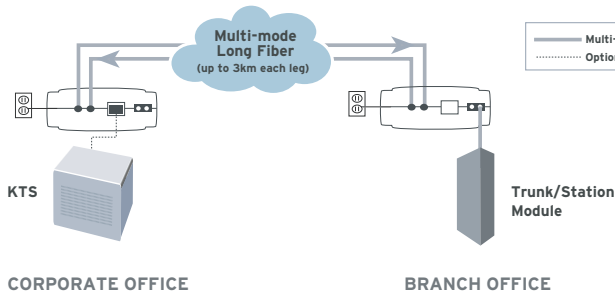 Multi-mode
Long Fiber
(up to 3km each leg)
Multi-
Option
KTS
Trunk/Station
Module
CORPORATE OFFICE
BRANCH OFFICE